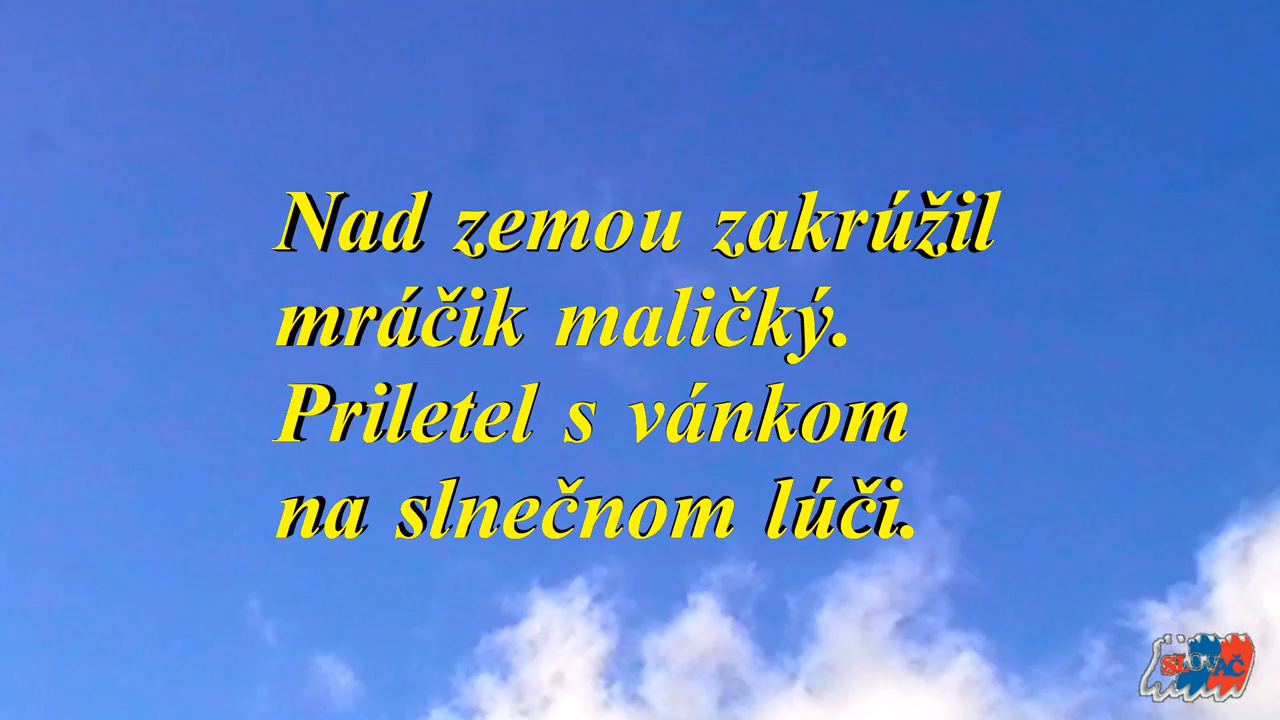 Nad zemou zakrúžil
mráčik maličký.
Priletel s vánkom
na slnečnom lúči.
SLOVAČ